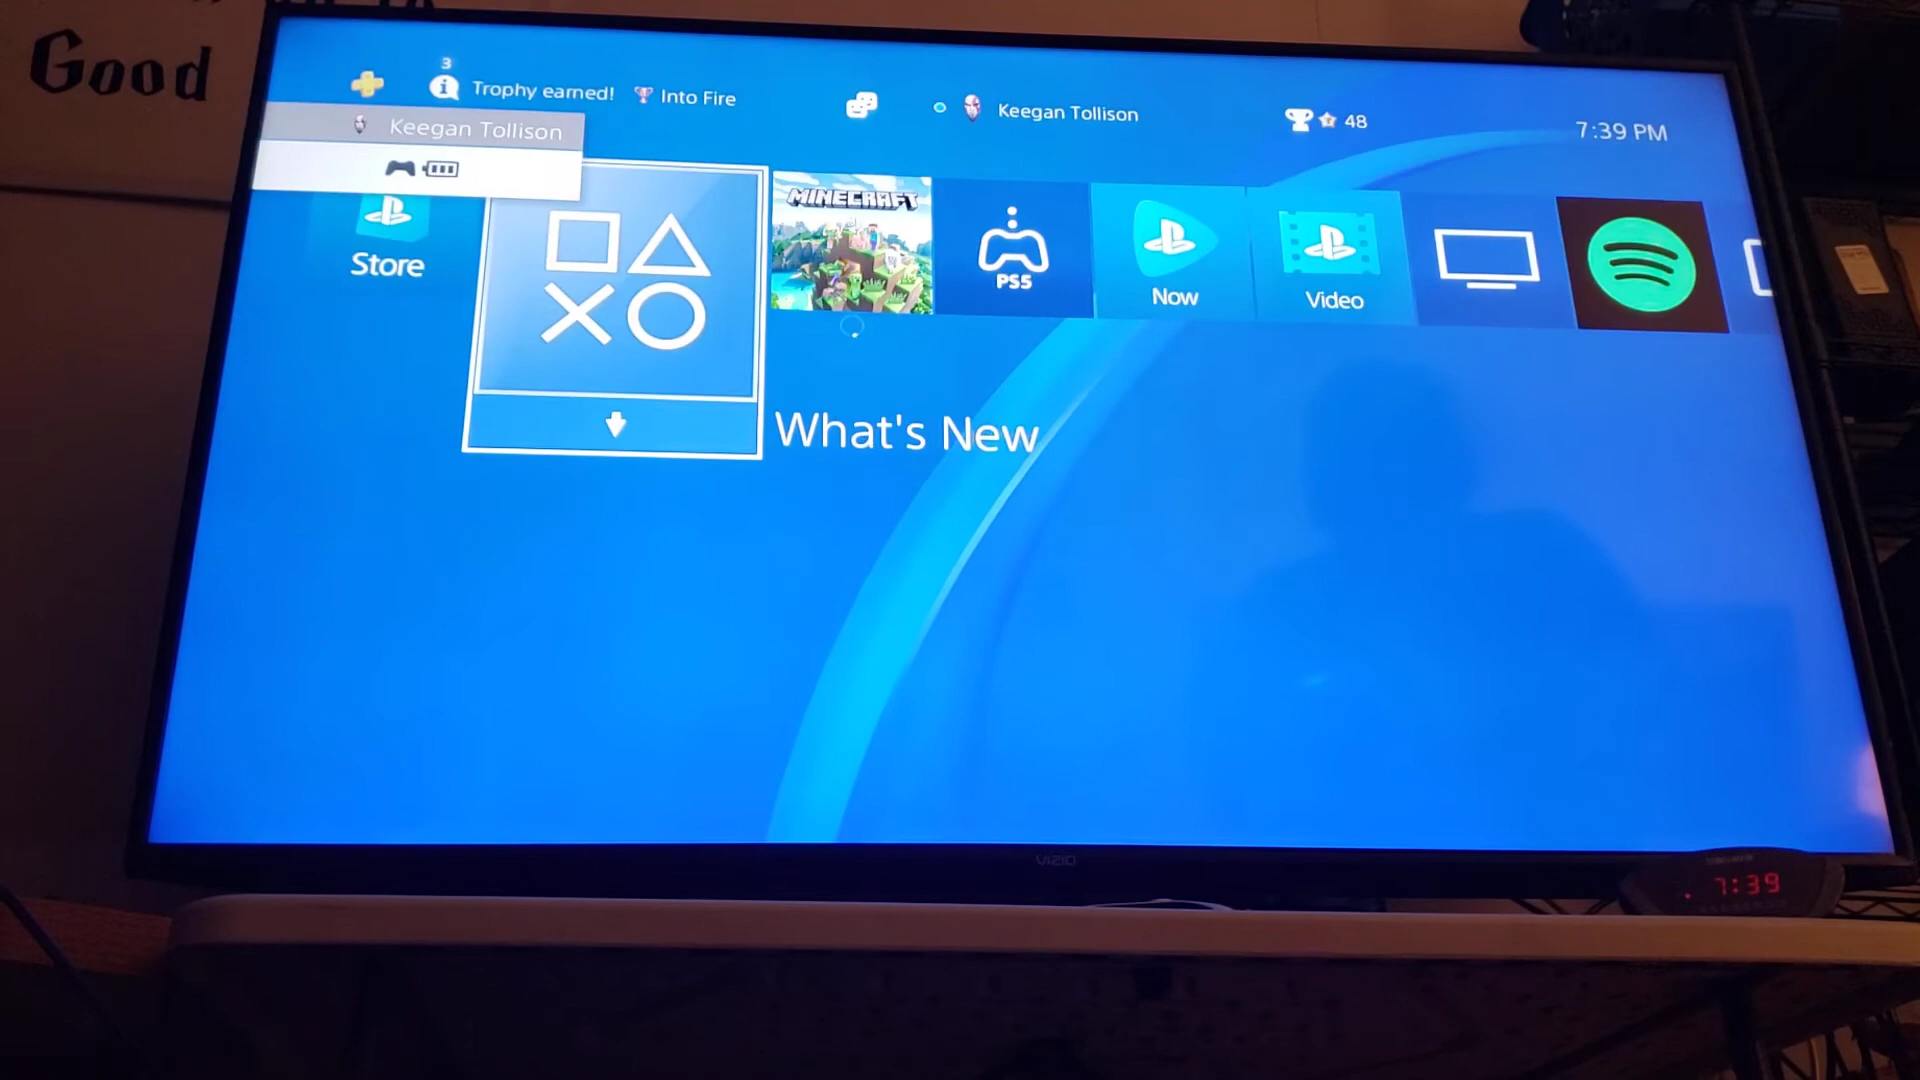 Good
3
Trophy earned! Into Fire
Keegan Tollison
48
7:39 PM
Keegan Tollison
Store
MINECRAFT
PS5
Now
Video
What's New
VIZIO
7:39